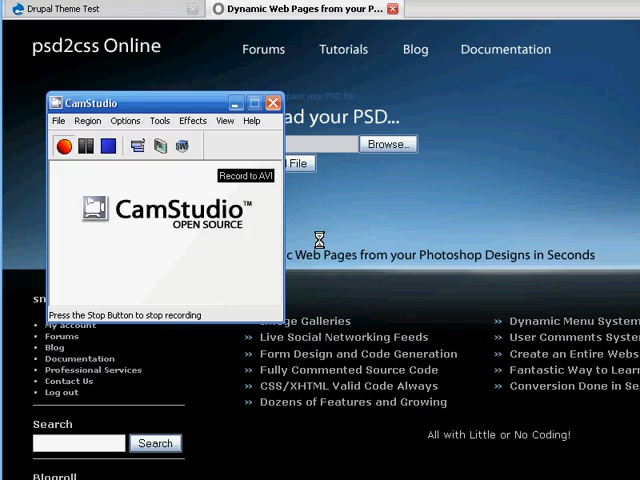 Drupal Theme Test
Dynamic Web Pages from your P...
psd2css Online
Forums
Tutorials
Blog
Documentation
CamStudio
File
Region
Options
Tools
Effects
View
Help
ad your PSD...
Browse...
File
Record to AVI
CamStudio™
OPEN SOURCE
c Web Pages from your Photoshop Designs in Seconds
Press the Stop Button to stop recording
My account
Forums
Blog
Documentation
Professional Services
Contact Us
Log out
Image Galleries
» Live Social Networking Feeds
» Form Design and Code Generation
» Fully Commented Source Code
» CSS/XHTML Valid Code Always
» Dozens of Features and Growing
» Dynamic Menu System
» User Comments Syste
» Create an Entire Webs
» Fantastic Way to Lear
» Conversion Done in Se
All with Little or No Coding!
Search
Search
Blogroll